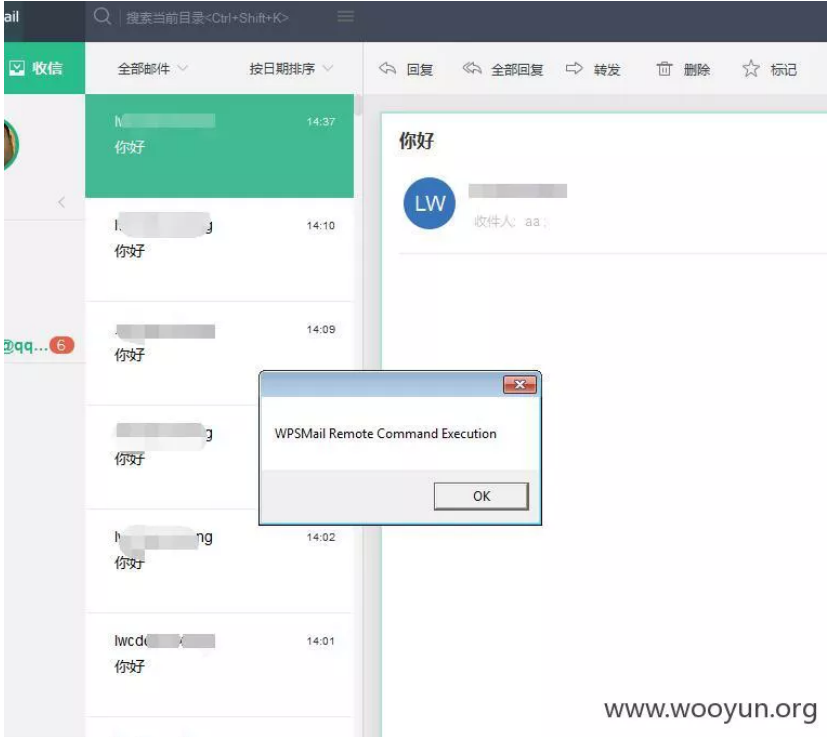 ail 搜索当前目录<Ctrl+Shift+K>
收信 全部邮件 按日期排序 回复 全部回复 转发 删除 标记
14:37
你好
14:10
你好
14:09
你好
你好
14:02
你好
lwcd 14:01
你好
@qq... 6
你好
LW
收件人: aa ;
WPSMail Remote Command Execution
OK
www.wooyun.org